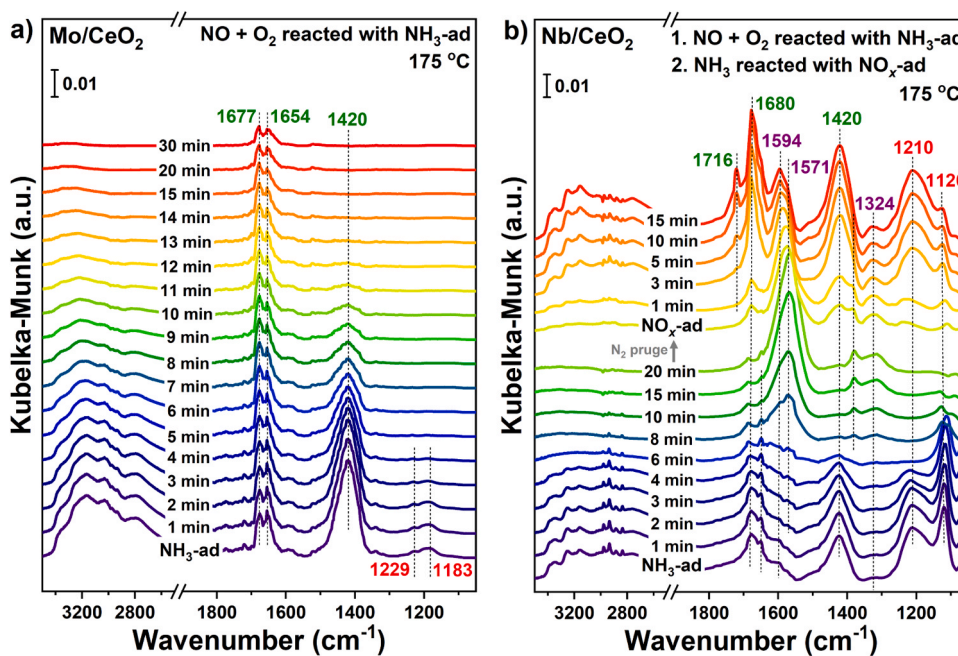 a) Mo/CeO2
NO + O2 reacted with NH3-ad
175 °C
0.01
1677 1654 1420
30 min
20 min
15 min
14 min
13 min
12 min
11 min
10 min
9 min
8 min
7 min
6 min
5 min
4 min
3 min
2 min
1 min
NH3-ad
1229 1183
Kubelka-Munk (a.u.)
3200 2800 1800 1600 1400 1200
Wavenumber (cm-1)
b) Nb/CeO2
1. NO + O2 reacted with NH3-ad
2. NH3 reacted with NOx-ad
175 °C
0.01
1680 1420
1716 1594 1571 1324 1210 1120
15 min
10 min
5 min
3 min
1 min
NOx-ad
N2 pruge
20 min
15 min
10 min
8 min
6 min
4 min
3 min
2 min
1 min
NH3-ad
Kubelka-Munk (a.u.)
3200 2800 1800 1600 1400 1200
Wavenumber (cm-1)